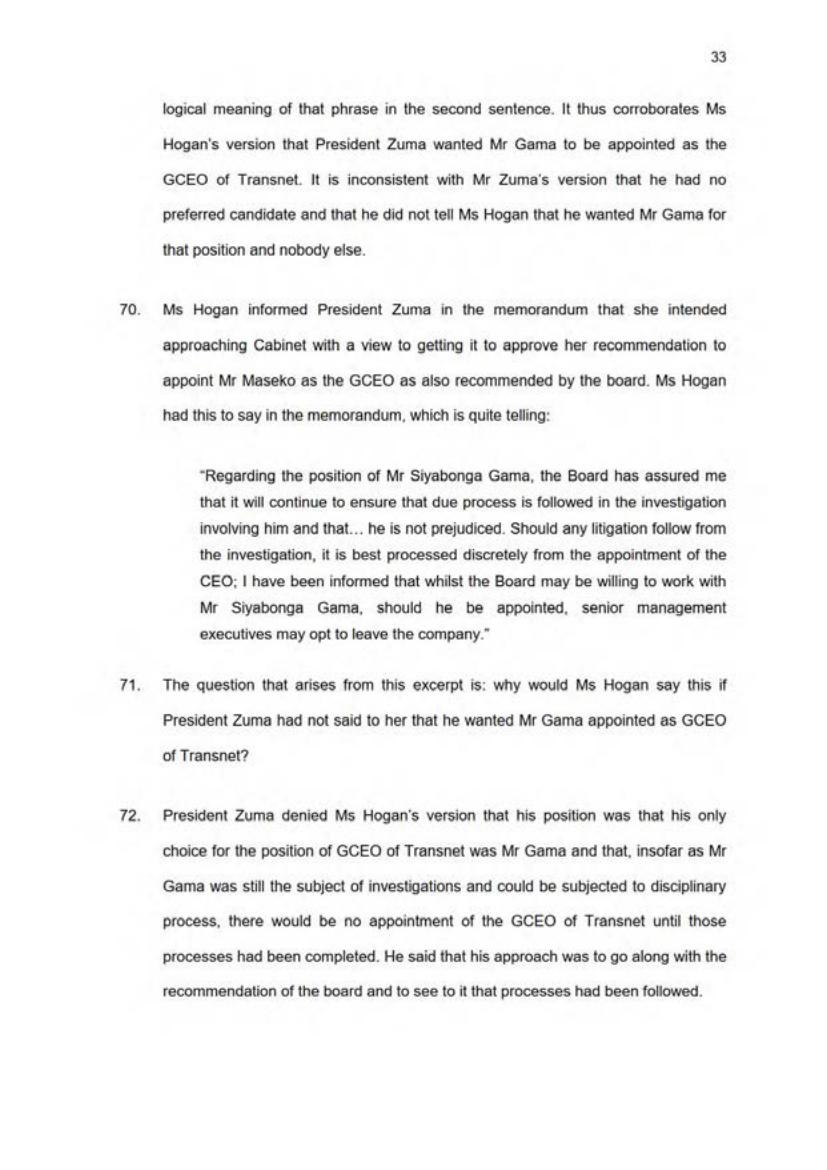 33
logical meaning of that phrase in the second sentence. It thus corroborates Ms
Hogan's version that President Zuma wanted Mr Gama to be appointed as the
GCEO of Transnet. It is inconsistent with Mr Zuma's version that he had no
preferred candidate and that he did not tell Ms Hogan that he wanted Mr Gama for
that position and nobody else.
70. Ms Hogan informed President Zuma in the memorandum that she intended
approaching Cabinet with a view to getting it to approve her recommendation to
appoint Mr Maseko as the GCEO as also recommended by the board. Ms Hogan
had this to say in the memorandum, which is quite telling:
“Regarding the position of Mr Siyabonga Gama, the Board has assured me
that it will continue to ensure that due process is followed in the investigation
involving him and that… he is not prejudiced. Should any litigation follow from
the investigation, it is best processed discretely from the appointment of the
CEO; I have been informed that whilst the Board may be willing to work with
Mr Siyabonga Gama, should he be appointed, senior management
executives may opt to leave the company.”
71. The question that arises from this excerpt is: why would Ms Hogan say this if
President Zuma had not said to her that he wanted Mr Gama appointed as GCEO
of Transnet?
72. President Zuma denied Ms Hogan's version that his position was that his only
choice for the position of GCEO of Transnet was Mr Gama and that, insofar as Mr
Gama was still the subject of investigations and could be subjected to disciplinary
process, there would be no appointment of the GCEO of Transnet until those
processes had been completed. He said that his approach was to go along with the
recommendation of the board and to see to it that processes had been followed.